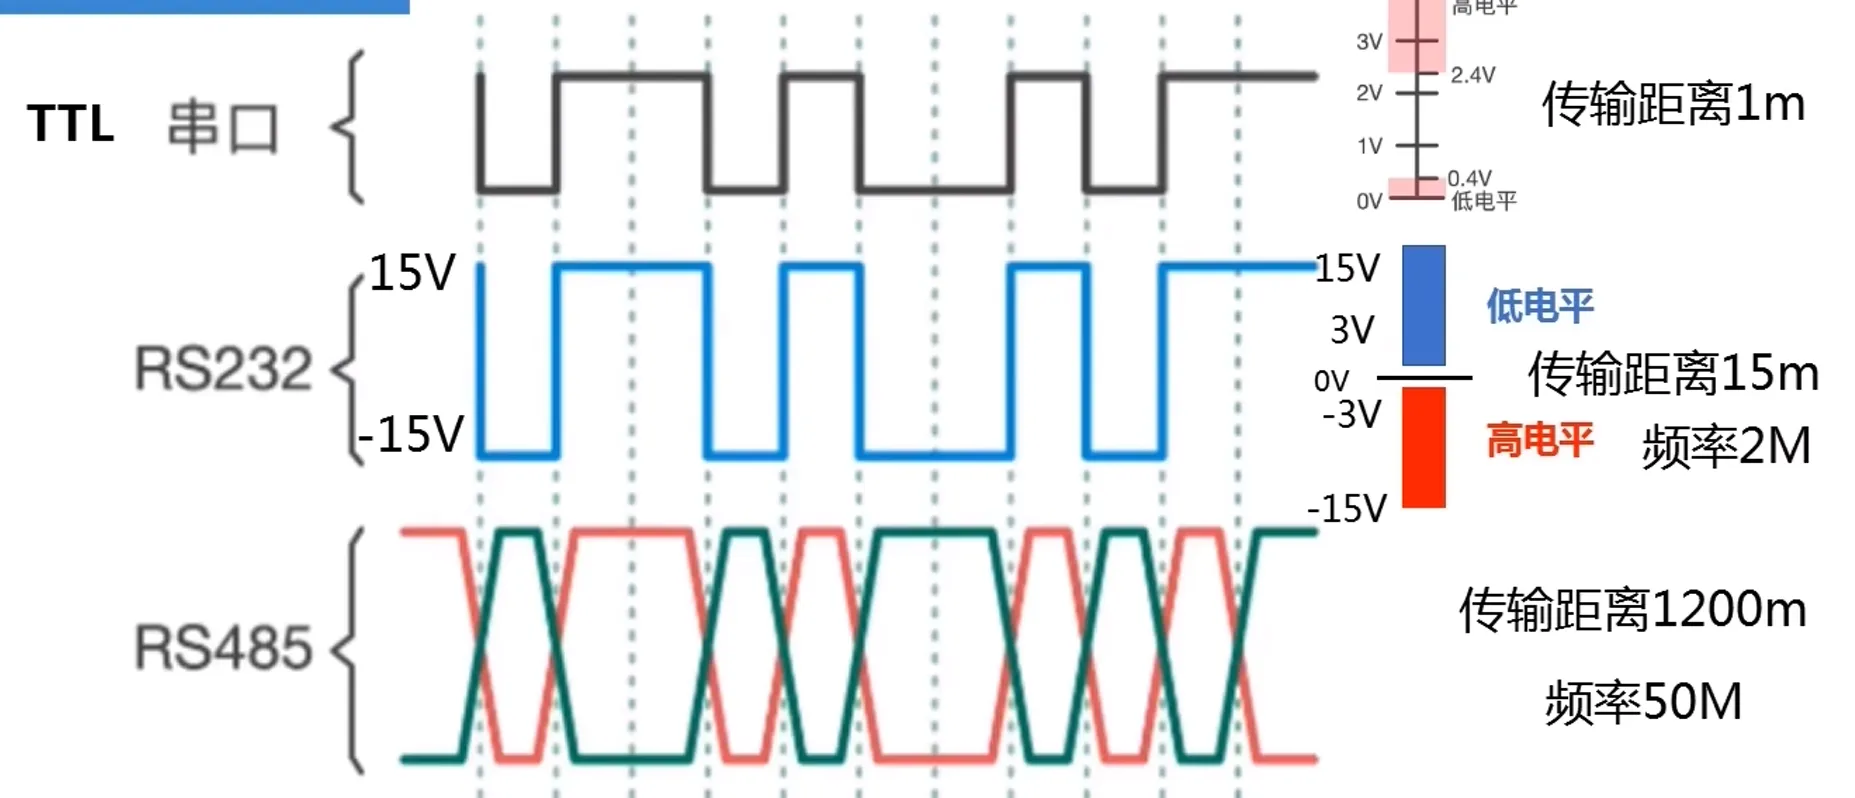 高电平
3V
2.4V
2V
1V
0.4V
0V
低电平
传输距离1m
TTL 串口
15V
-15V
RS232
15V
3V
0V
-3V
-15V
低电平
高电平
传输距离15m
频率2M
RS485
传输距离1200m
频率50M